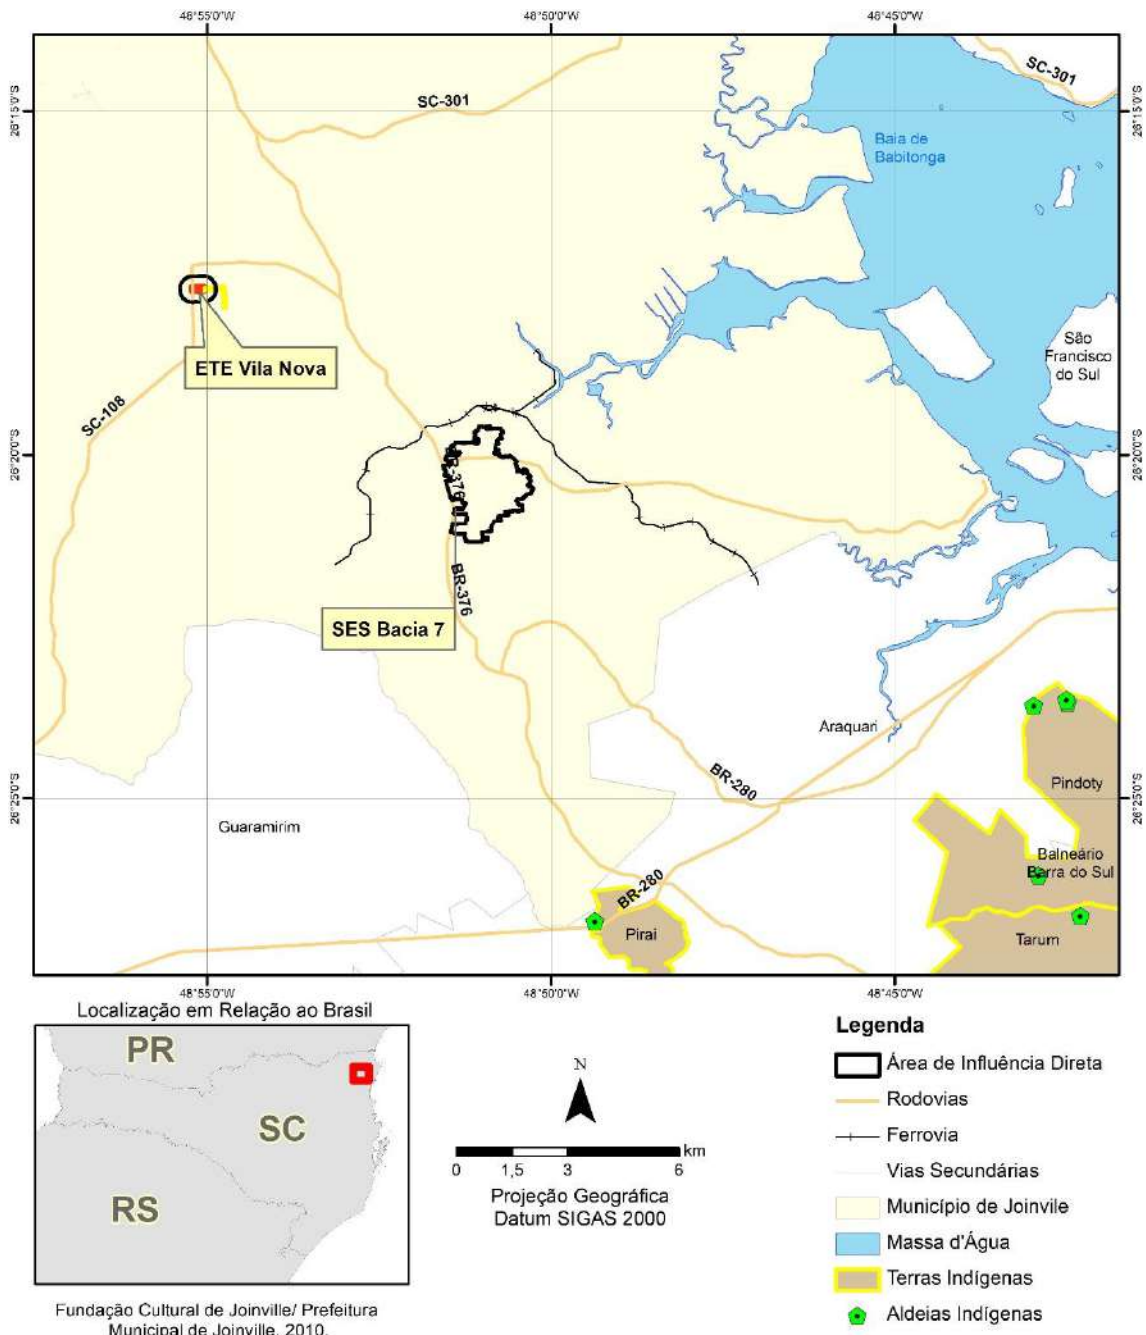 48°55'0"W
48°50'0"W
48°45'0"W
SC-301
SC-301
26°15'0"S
26°15'0"S
Baia de
Babitonga
ETE Vila Nova
São
Francisco
do Sul
SC-108
26°20'0"S
26°20'0"S
BR-376
BR-376
SES Bacia 7
Araquari
BR-280
Pindoty
26°25'0"S
26°25'0"S
Guaramirim
Balneário
Barra do Sul
BR-280
Pirai
Tarum
48°55'0"W
48°50'0"W
48°45'0"W
Localização em Relação ao Brasil
PR
SC
RS
Fundação Cultural de Joinville/ Prefeitura
Municipal de Joinville, 2010.
N
km
0 1,5 3 6
Projeção Geográfica
Datum SIGAS 2000
Legenda
Área de Influência Direta
Rodovias
Ferrovia
Vias Secundárias
Município de Joinvile
Massa d'Água
Terras Indígenas
Aldeias Indígenas